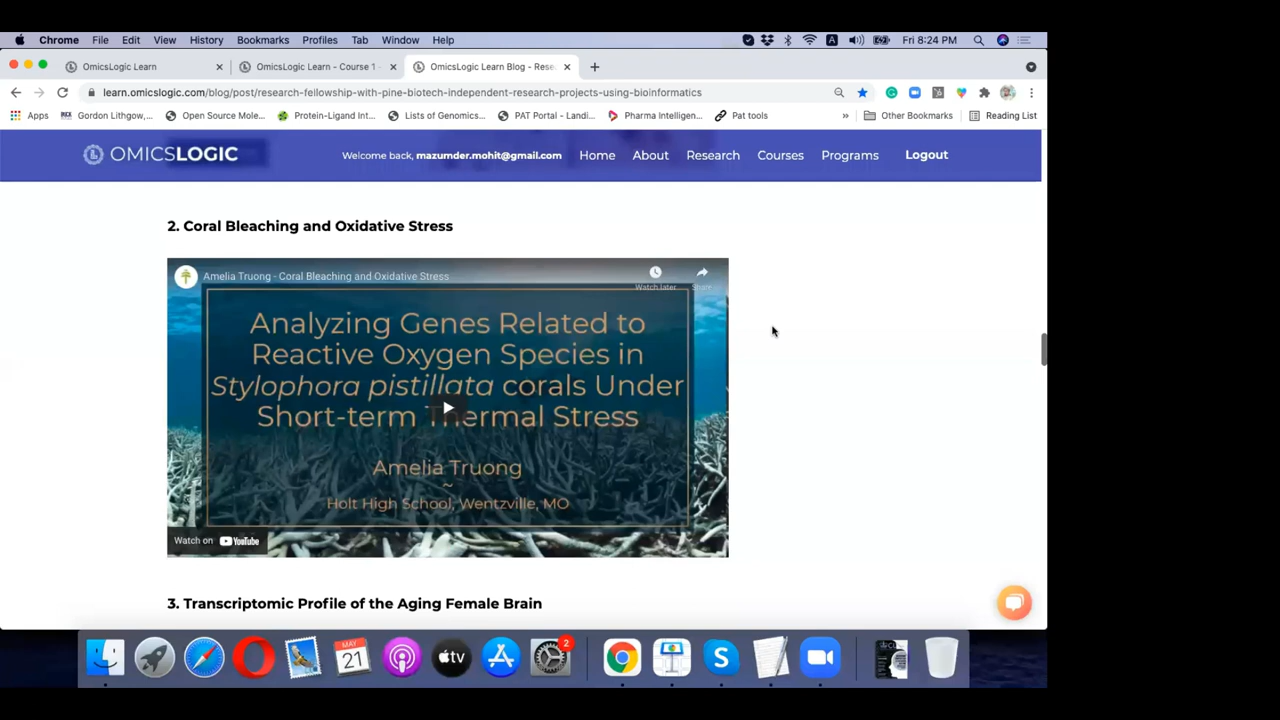 Chrome File Edit View History Bookmarks Profiles Tab Window Help
A Fri 8:24 PM
OmicsLogic Learn
OmicsLogic Learn - Course 1 -
OmicsLogic Learn Blog - Rese
learn.omicslogic.com/blog/post/research-fellowship-with-pine-biotech-independent-research-projects-using-bioinformatics
Apps Gordon Lithgow,... Open Source Mole... Protein-Ligand Int... Lists of Genomics... PAT Portal - Landi... Pharma Intelligen... Pat tools » Other Bookmarks Reading List
OMICSLOGIC
Welcome back, mazumder.mohit@gmail.com Home About Research Courses Programs Logout
2. Coral Bleaching and Oxidative Stress
Amelia Truong - Coral Bleaching and Oxidative Stress
Watch later Share
Analyzing Genes Related to
Reactive Oxygen Species in
Stylophora pistillata corals Under
Short-term Thermal Stress
Amelia Truong
~
Holt High School, Wentzville, MO
Watch on YouTube
3. Transcriptomic Profile of the Aging Female Brain
MAY
21
tv
2
S